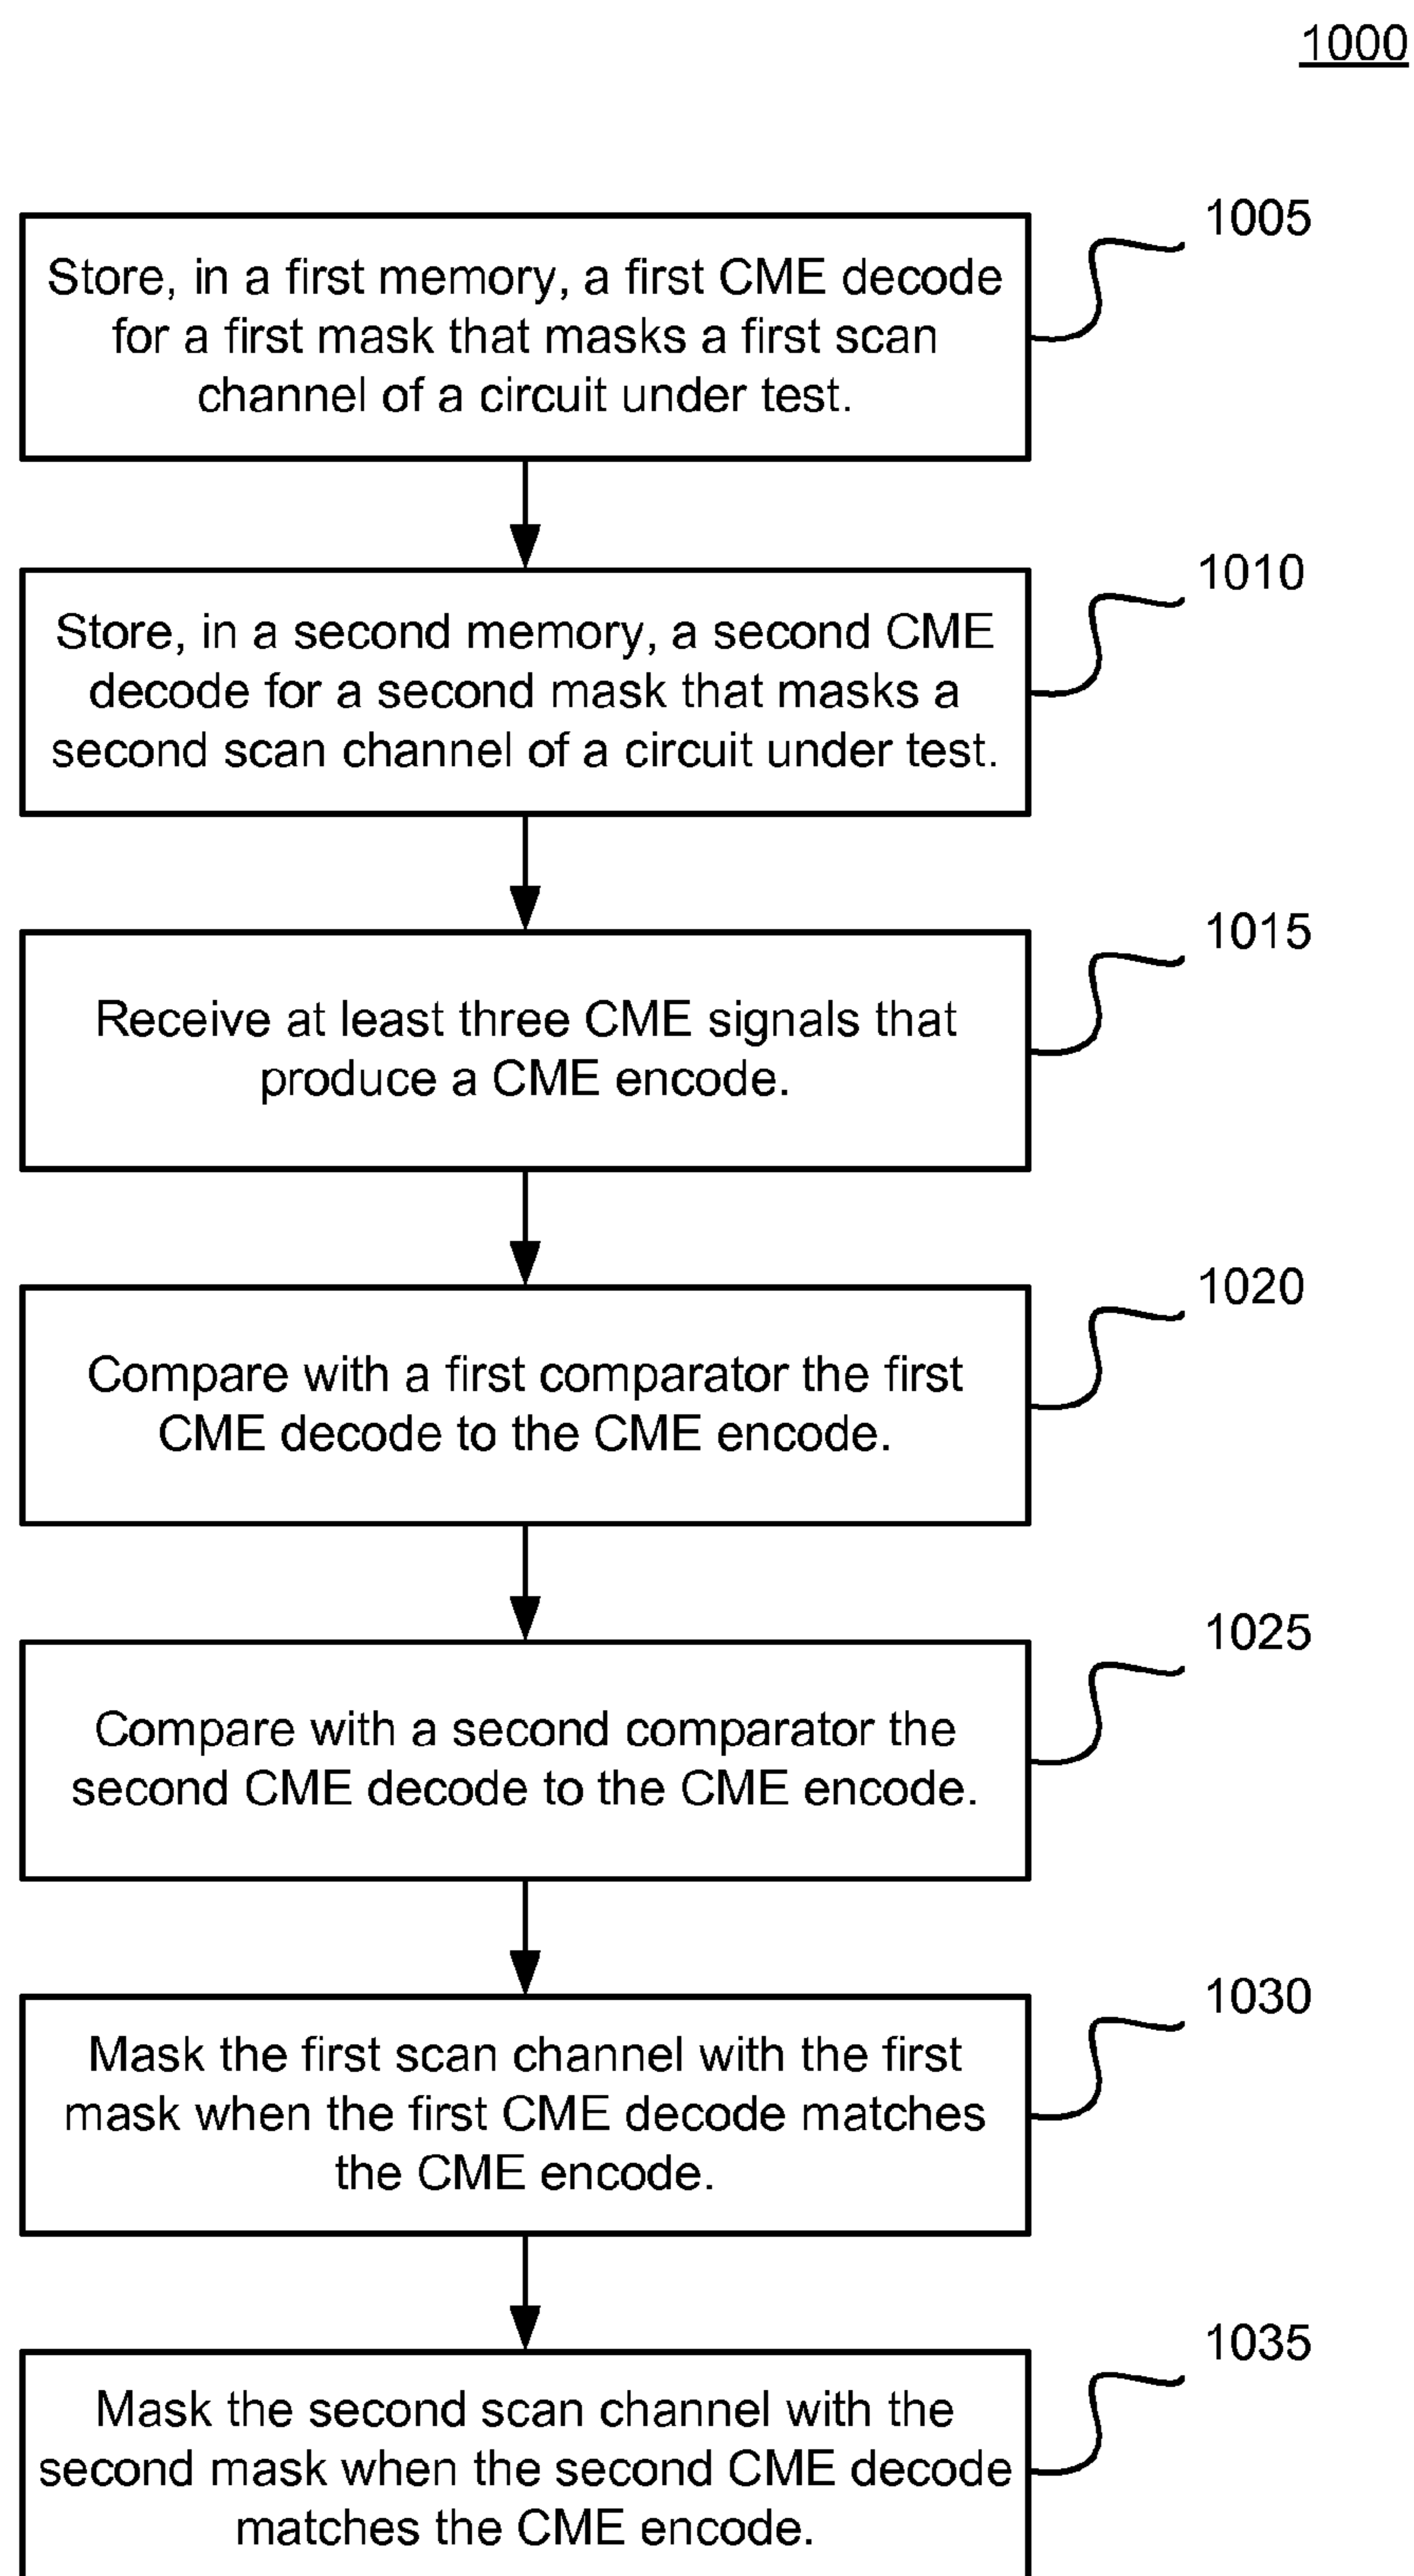 1000
1005
Store, in a first memory, a first CME decode
for a first mask that masks a first scan
channel of a circuit under test.
1010
Store, in a second memory, a second CME
decode for a second mask that masks a
second scan channel of a circuit under test.
1015
Receive at least three CME signals that
produce a CME encode.
1020
Compare with a first comparator the first
CME decode to the CME encode.
1025
Compare with a second comparator the
second CME decode to the CME encode.
1030
Mask the first scan channel with the first
mask when the first CME decode matches
the CME encode.
1035
Mask the second scan channel with the
second mask when the second CME decode
matches the CME encode.